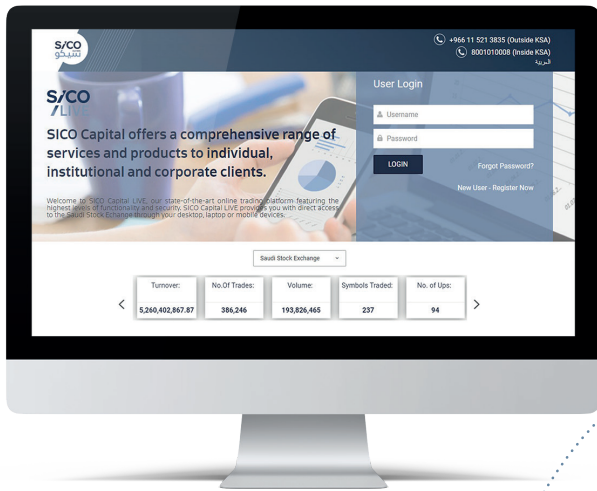 S/CO
سيكو
+966 11 521 3835 (Outside KSA)
8001010008 (Inside KSA)
العربية
S/CO
/LIVE
SICO Capital offers a comprehensive range of
services and products to individual,
institutional and corporate clients.
Welcome to SICO Capital LIVE, our state-of-the-art online trading platform featuring the
highest levels of functionality and security. SICO Capital LIVE provides you with direct access
to the Saudi Stock Echange through your desktop, laptop or mobile devices.
User Login
Username
Password
LOGIN
Forgot Password?
New User - Register Now
Saudi Stock Exchange
Turnover:
5,260,402,867.87
No.Of Trades:
386,246
Volume:
193,826,465
Symbols Traded:
237
No. of Ups:
94